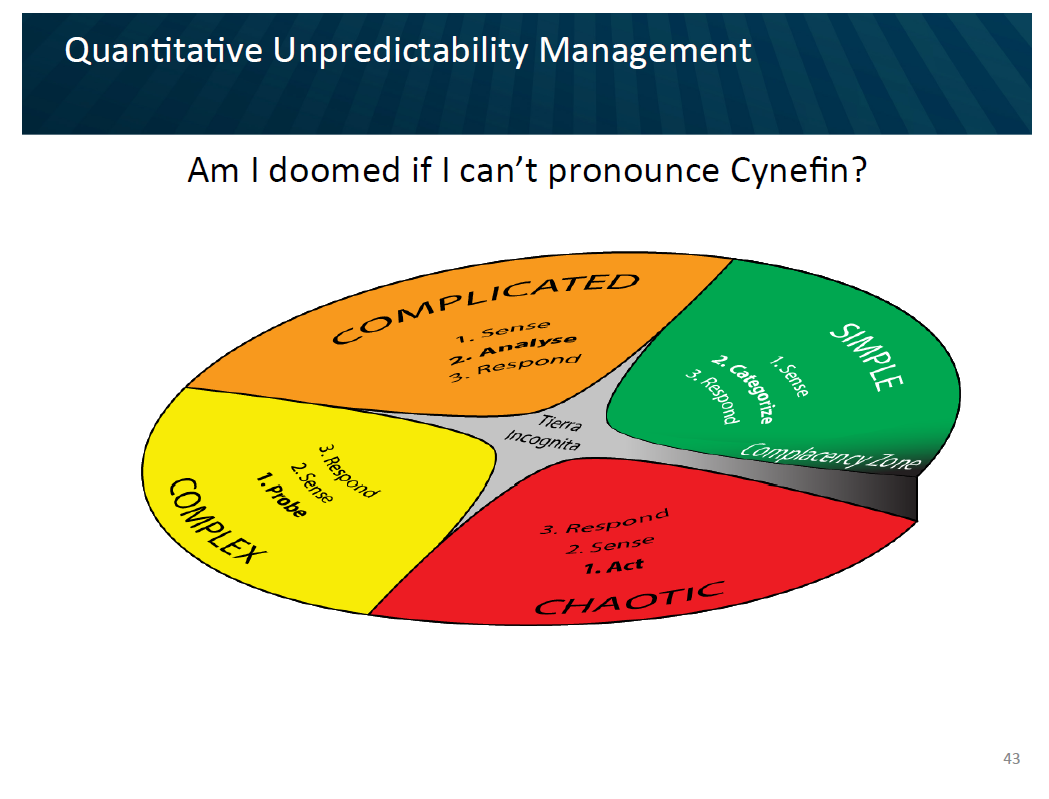 Quantitative Unpredictability Management
Am I doomed if I can’t pronounce Cynefin?
COMPLICATED
1. Sense
2. Analyse
3. Respond
SIMPLE
1. Sense
2. Categorize
3. Respond
Complacency Zone
Tierra
Incognita
3. Respond
2. Sense
1. Probe
COMPLEX
3. Respond
2. Sense
1. Act
CHAOTIC
43